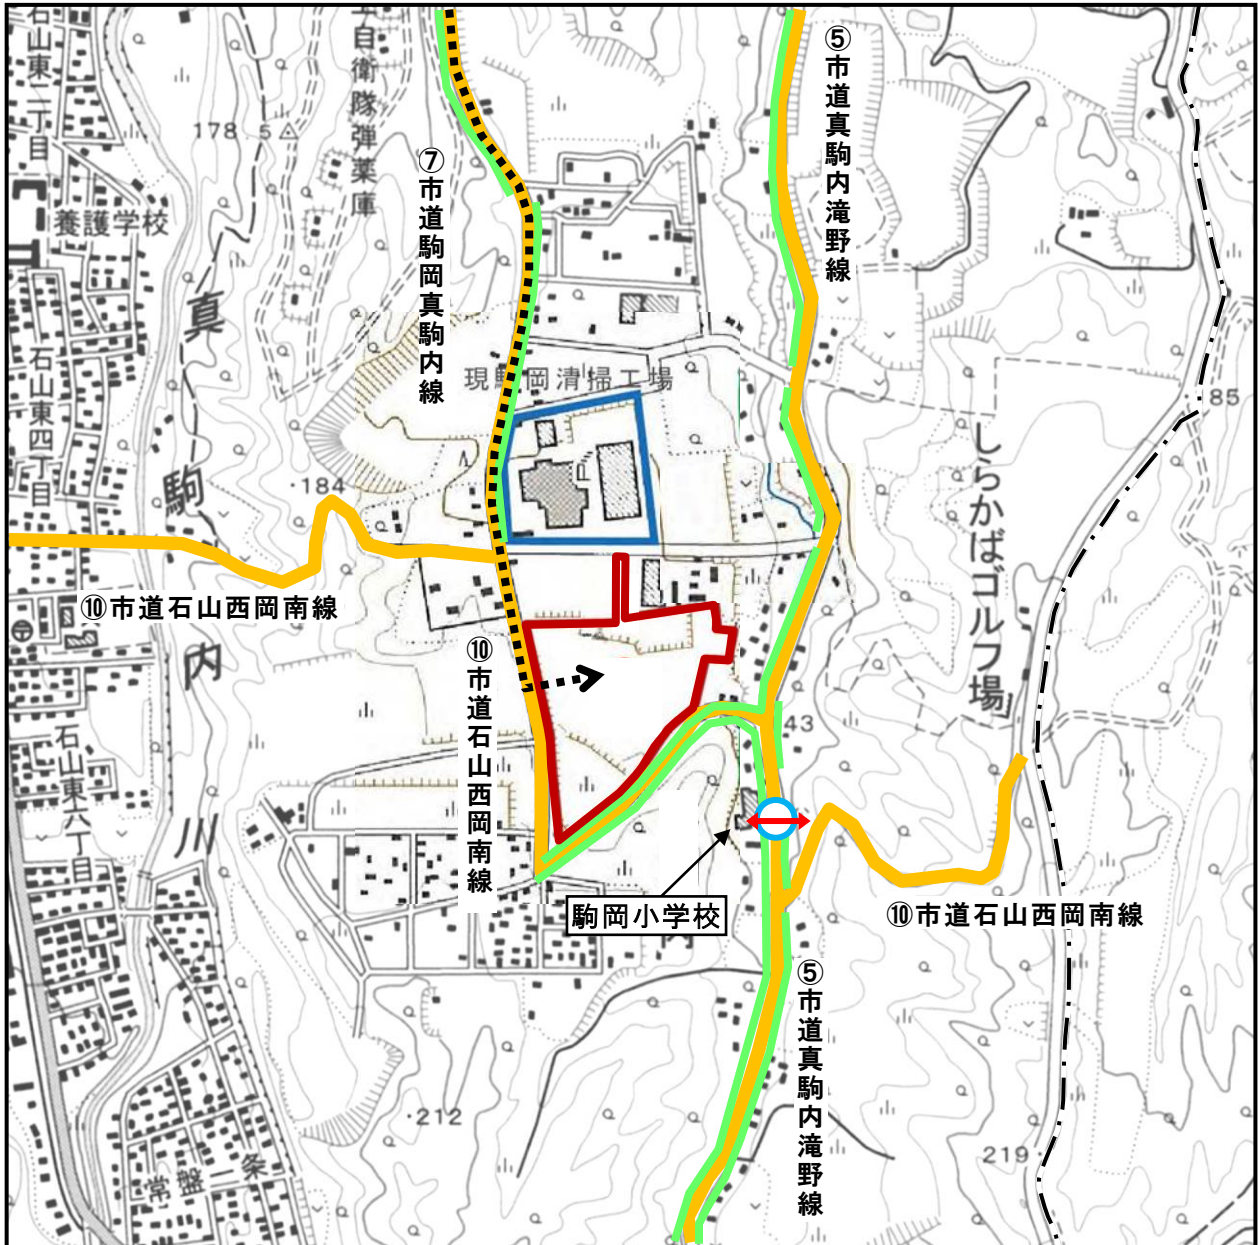 石山東二丁目
自衛隊弾薬庫
⑤市道真駒内滝野線
178.5
⑦市道駒岡真駒内線
養護学校
真駒内川
石山東四丁目
現駒岡清掃工場
85
しらかばゴルフ場
・184
⑩市道石山西岡南線
⑩市道石山西岡南線
43
石山東六丁目
駒岡小学校
⑩市道石山西岡南線
⑤市道真駒内滝野線
・212
219・
常盤一条